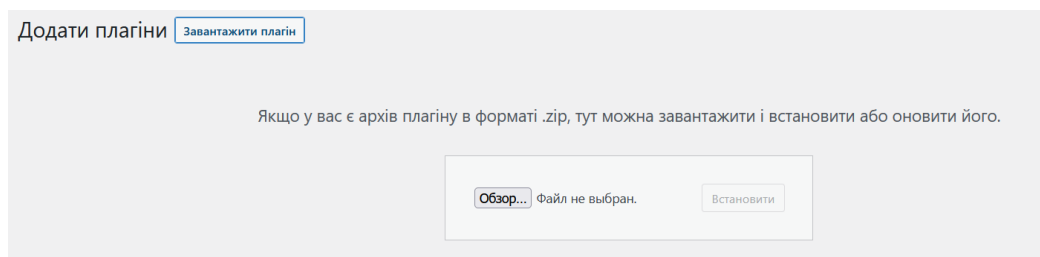 Додати плагіни Завантажити плагін
Якщо у вас є архів плагіну в форматі .zip, тут можна завантажити і встановити або оновити його.
Обзор... Файл не выбран. Встановити